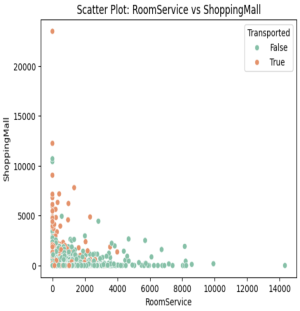 Scatter Plot: RoomService vs ShoppingMall
Transported
False
True
ShoppingMall
20000
15000
10000
5000
0
0 2000 4000 6000 8000 10000 12000 14000
RoomService